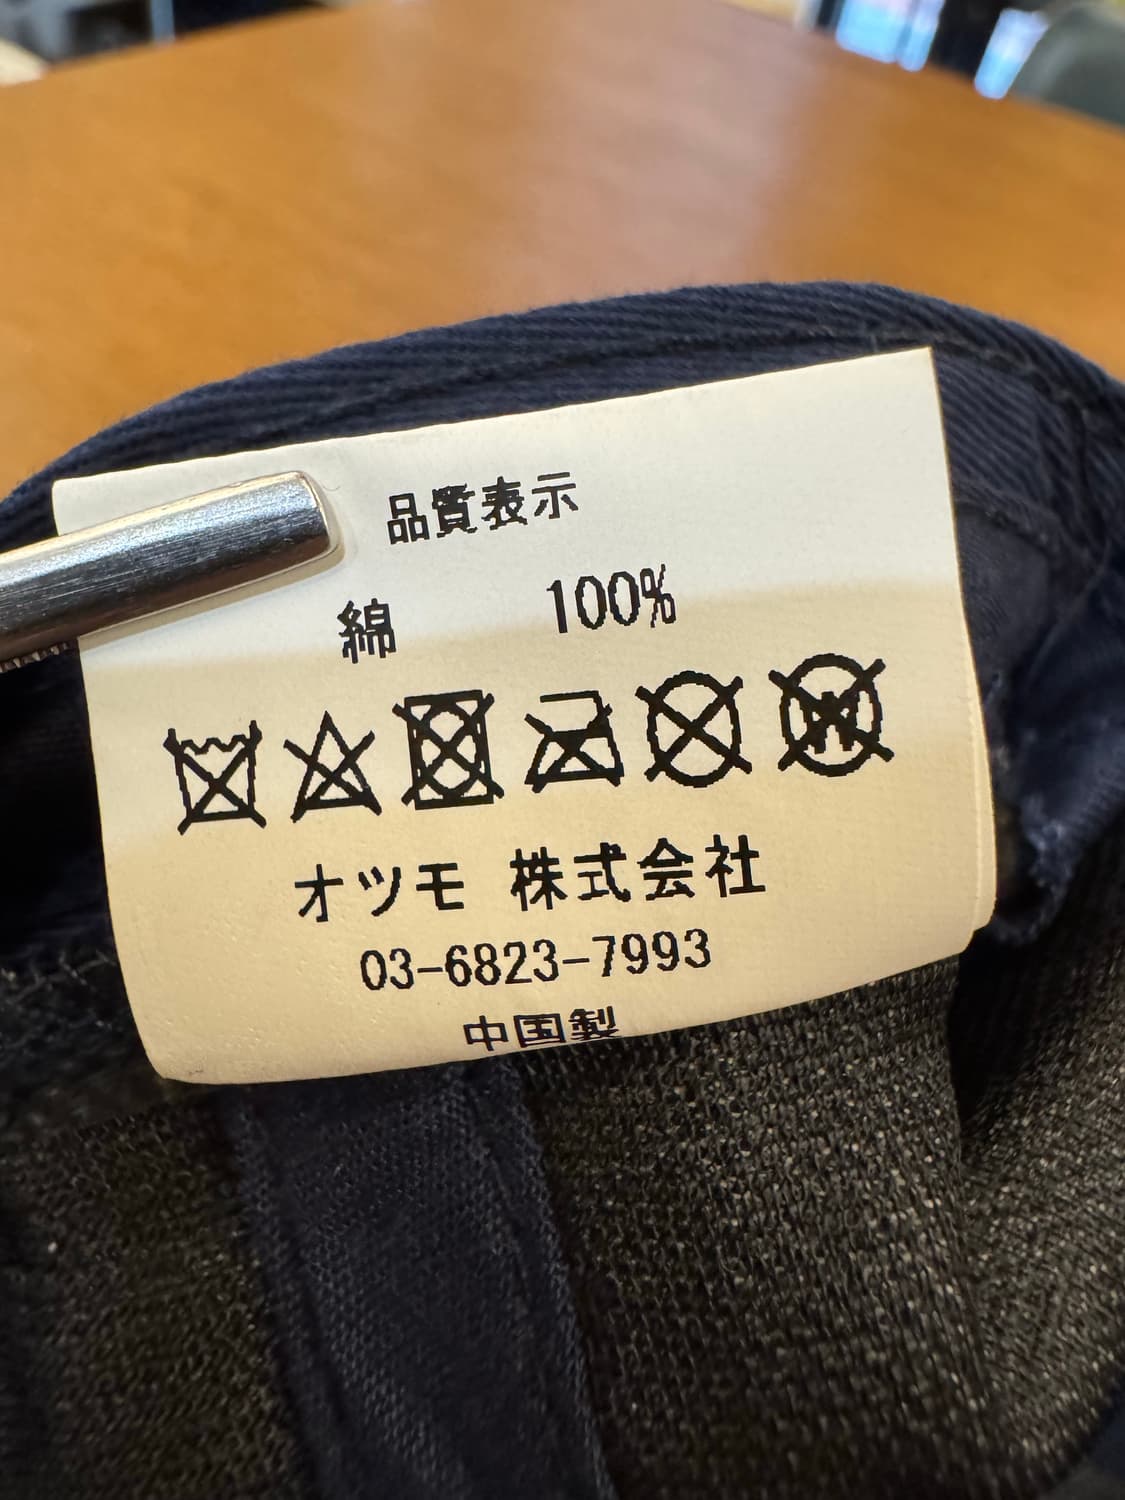 品質表示
綿 100%
オツモ 株式会社
03-6823-7993
中国製